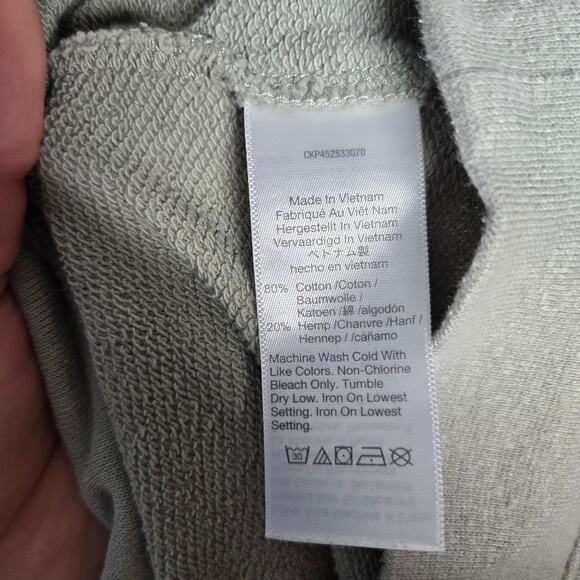 CKP452833070
Made In Vietnam
Fabriqué Au Viêt Nam
Hergestellt In Vietnam
Vervaardigd In Vietnam
ベトナム製
hecho en vietnam
80% Cotton /Coton /
Baumwolle /
Katoen /綿 /algodón
20% Hemp /Chanvre /Hanf /
Hennep / /cáñamo
Machine Wash Cold With
Like Colors. Non-Chlorine
Bleach Only. Tumble
Dry Low. Iron On Lowest
Setting. Iron On Lowest
Setting.
30